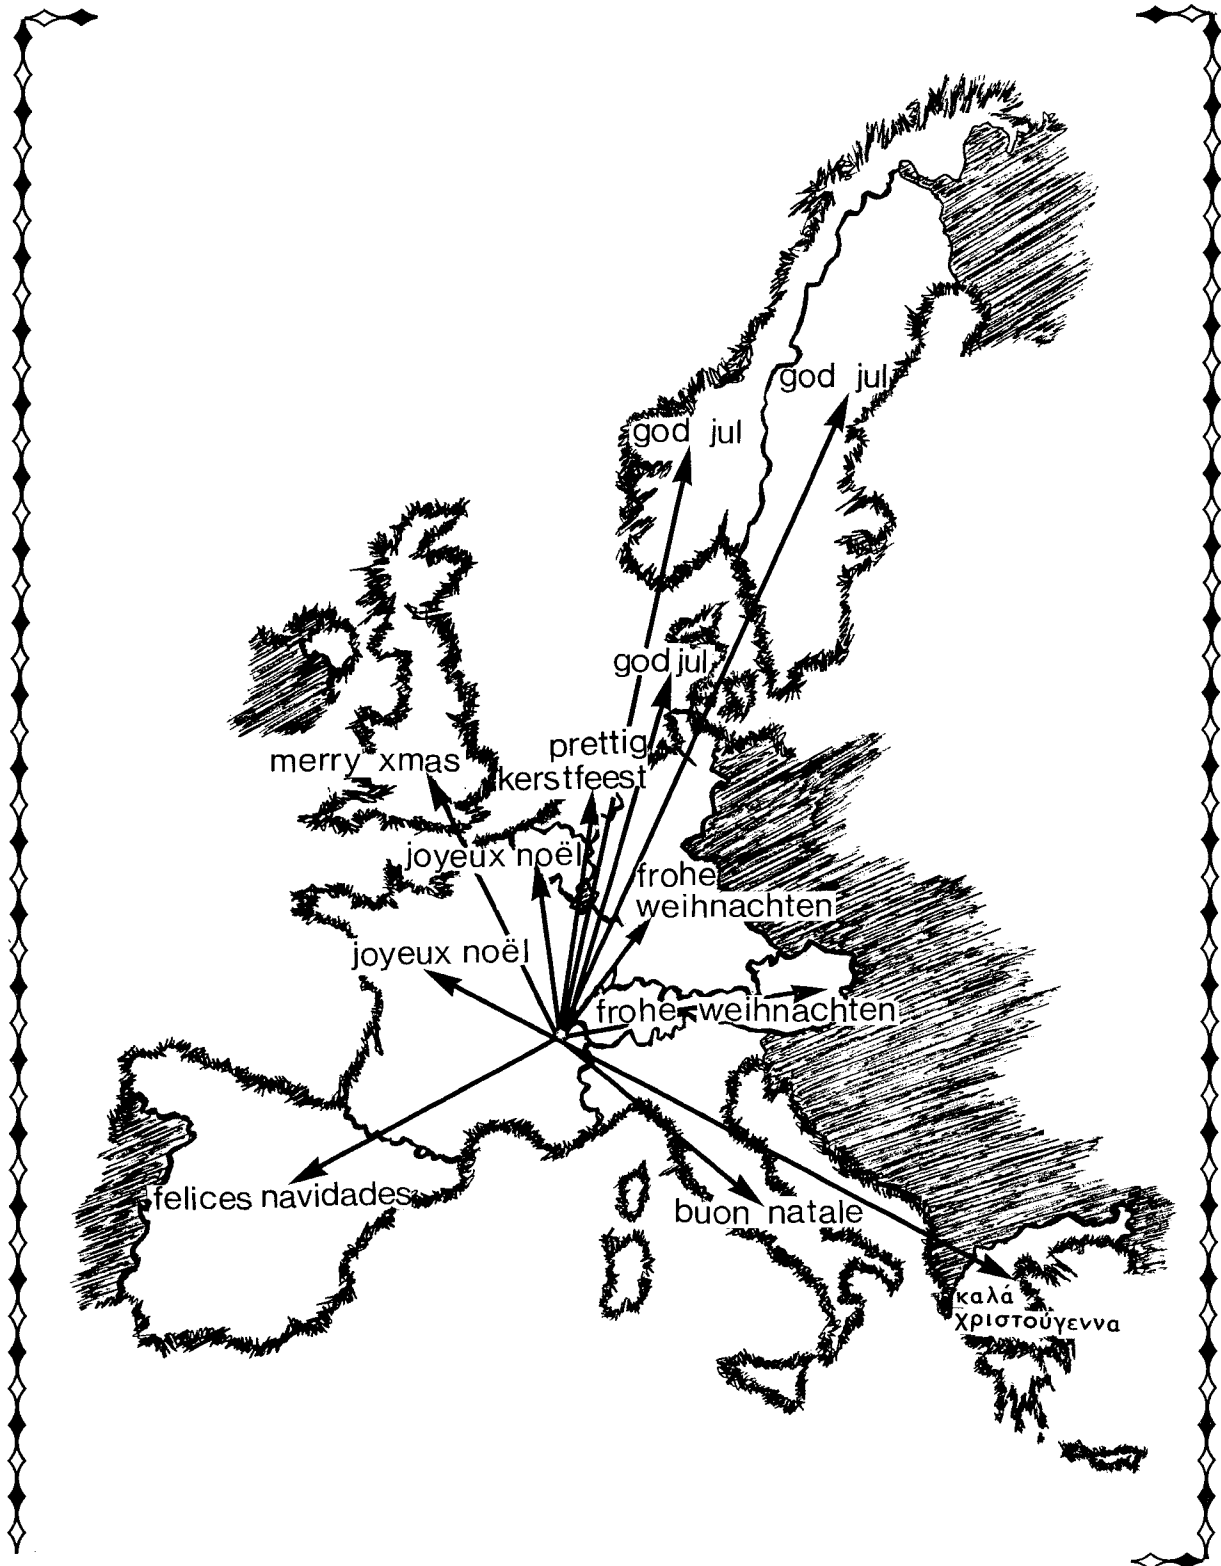 god jul
god jul
god jul
prettig
kerstfeest
merry xmas
joyeux noël
frohe
weihnachten
joyeux noël
frohe weihnachten
felices navidades
buon natale
καλά
χριστούγεννα